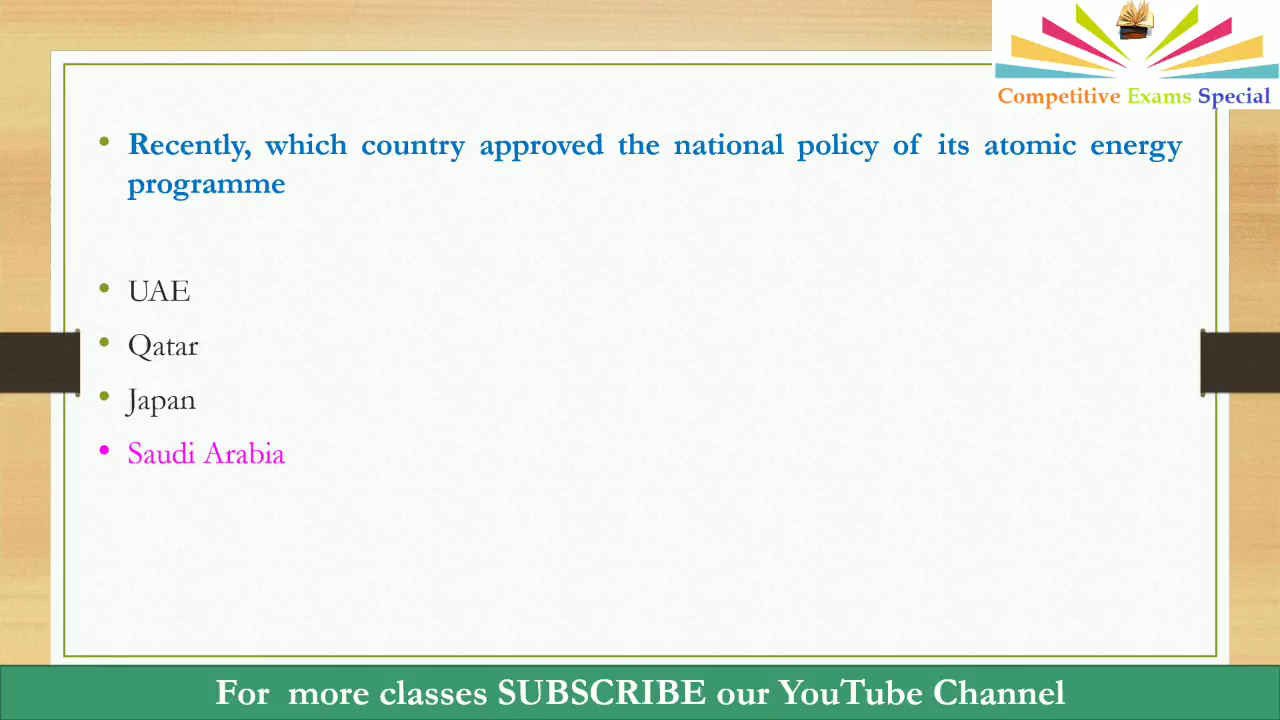 Competitive Exams Special
Recently, which country approved the national policy of its atomic energy
programme
UAE
Qatar
Japan
Saudi Arabia
For more classes SUBSCRIBE our YouTube Channel